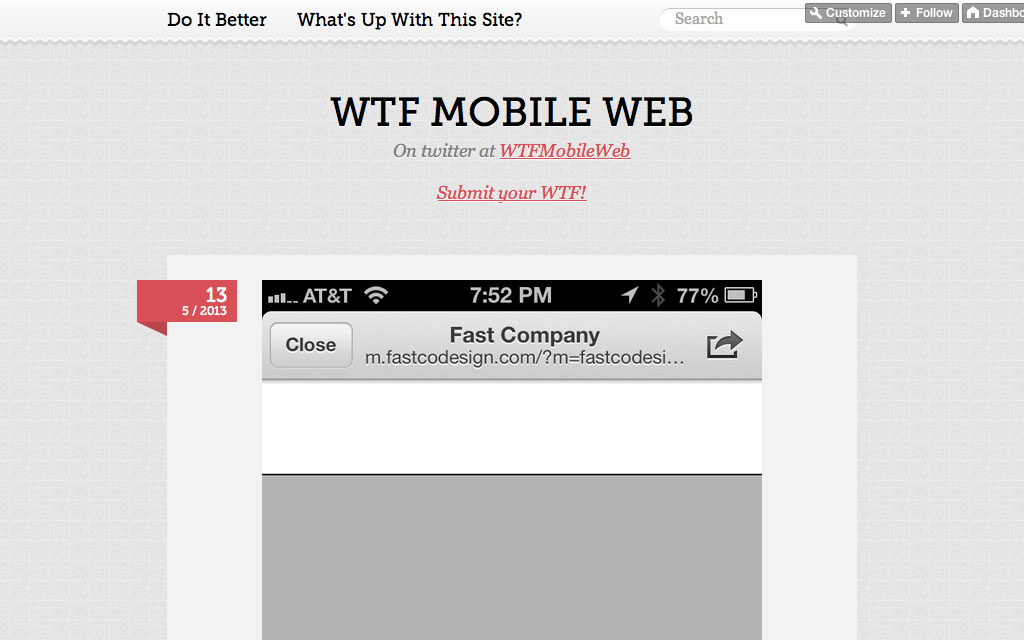 Do It Better What's Up With This Site? Search Customize Follow
WTF MOBILE WEB
On twitter at WTFMobileWeb
Submit your WTF!
13
5 / 2013
AT&T 7:52 PM 77%
Close Fast Company
m.fastcodesign.com/?m=fastcodesi...